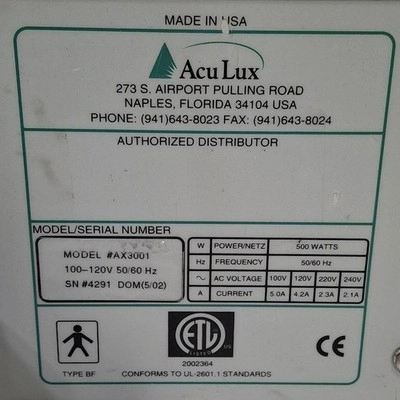 MADE IN USA
AcuLux
273 S. AIRPORT PULLING ROAD
NAPLES, FLORIDA 34104 USA
PHONE: (941)643-8023 FAX: (941)643-8024
AUTHORIZED DISTRIBUTOR
MODEL/SERIAL NUMBER
MODEL #AX3001
100-120V 50/60 Hz
SN #4291 DOM(5/02)
W POWER/NETZ 500 WATTS
Hz FREQUENCY 50/60 Hz
~ AC VOLTAGE 100V 120V 220V 240V
A CURRENT 5.0A 4.2A 2.3A 2.1A
ETL
LISTED
US
2002364
CE
TYPE BF
CONFORMS TO UL-2601.1 STANDARDS